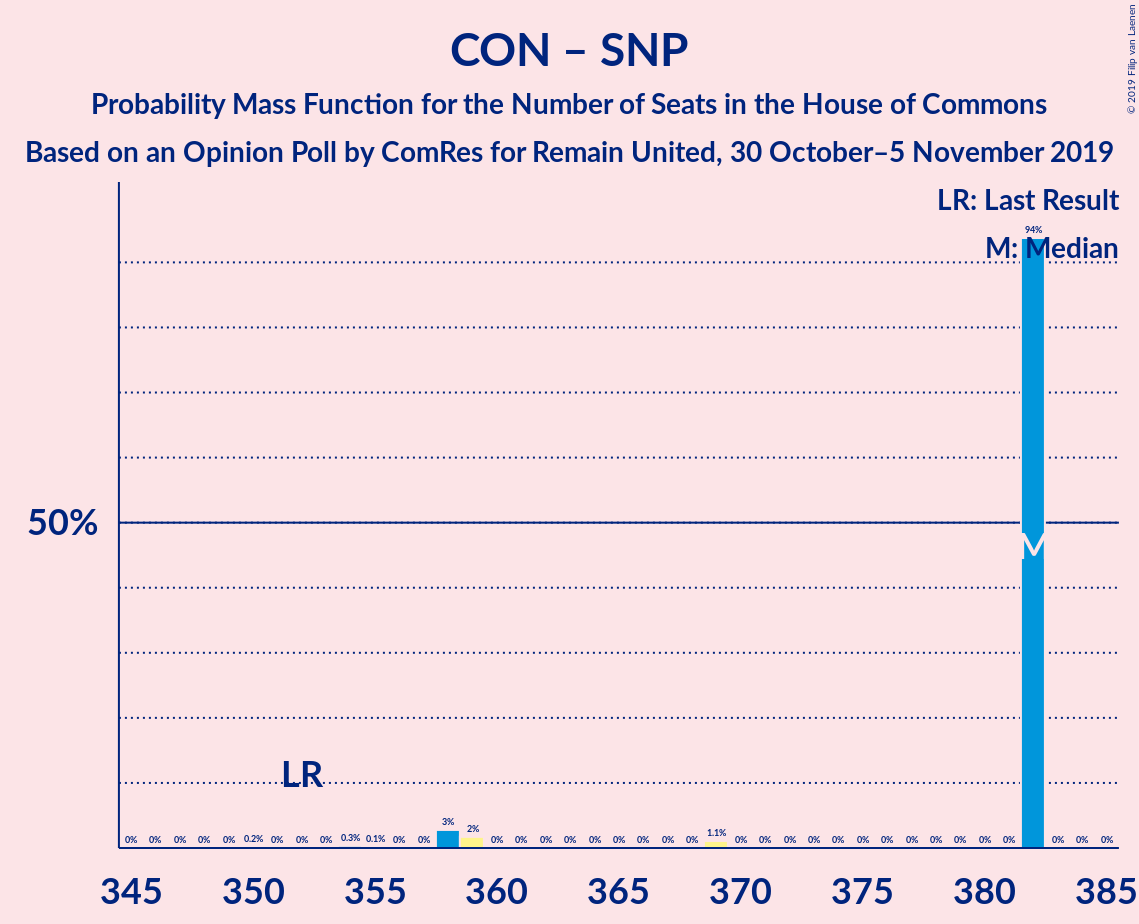 CON – SNP
Probability Mass Function for the Number of Seats in the House of Commons
Based on an Opinion Poll by ComRes for Remain United, 30 October–5 November 2019
© 2019 Filip van Laenen
LR: Last Result
94%
M: Median
50%
M
LR
0% 0% 0% 0% 0% 0.2% 0% 0% 0% 0.3% 0.1% 0% 0% 3% 2% 0% 0% 0% 0% 0% 0% 0% 0% 0% 1.1% 0% 0% 0% 0% 0% 0% 0% 0% 0% 0% 0% 0% 0% 0% 0%
345 350 355 360 365 370 375 380 385